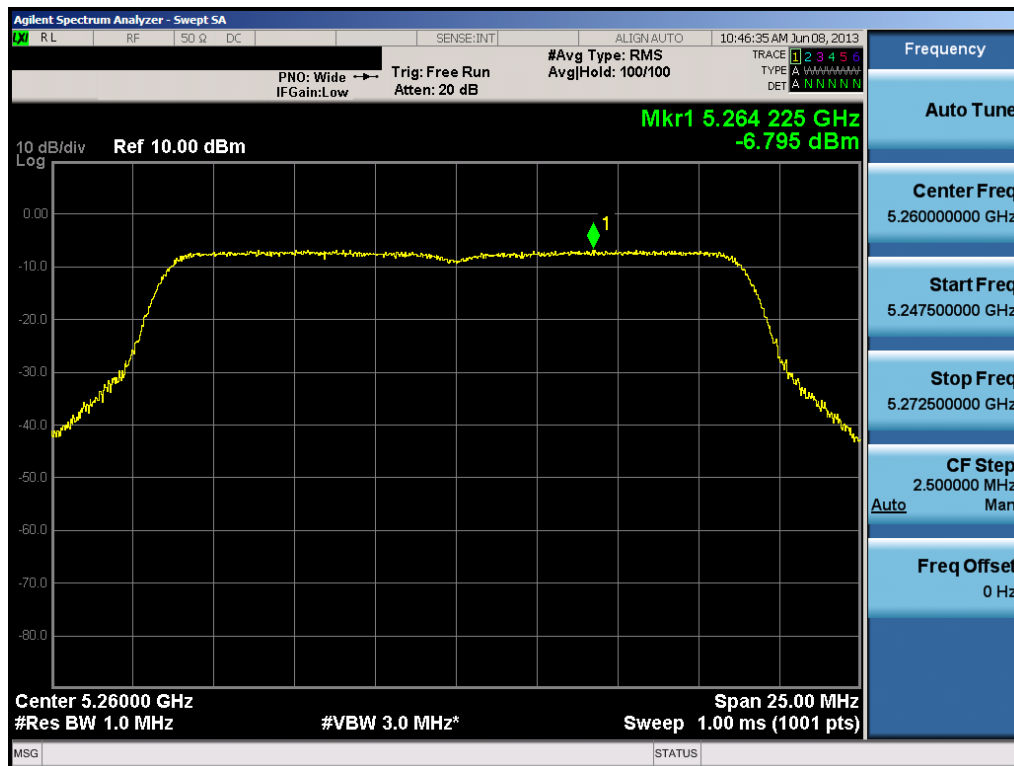 Agilent Spectrum Analyzer - Swept SA
LXI RL RF 50 Ω DC SENSE:INT ALIGN AUTO 10:46:35 AM Jun 08, 2013
Frequency
PNO: Wide
IFGain:Low
Trig: Free Run
Atten: 20 dB
#Avg Type: RMS
Avg|Hold: 100/100
TRACE 1 2 3 4 5 6
TYPE A WWWWW
DET A N N N N N
Auto Tune
Mkr1 5.264 225 GHz
-6.795 dBm
10 dB/div Ref 10.00 dBm
Log
1
0.00
-10.0
-20.0
-30.0
-40.0
-50.0
-60.0
-70.0
-80.0
Center Freq
5.260000000 GHz
Start Freq
5.247500000 GHz
Stop Freq
5.272500000 GHz
CF Step
2.500000 MHz
Auto Man
Freq Offset
0 Hz
Center 5.26000 GHz Span 25.00 MHz
#Res BW 1.0 MHz #VBW 3.0 MHz* Sweep 1.00 ms (1001 pts)
MSG STATUS